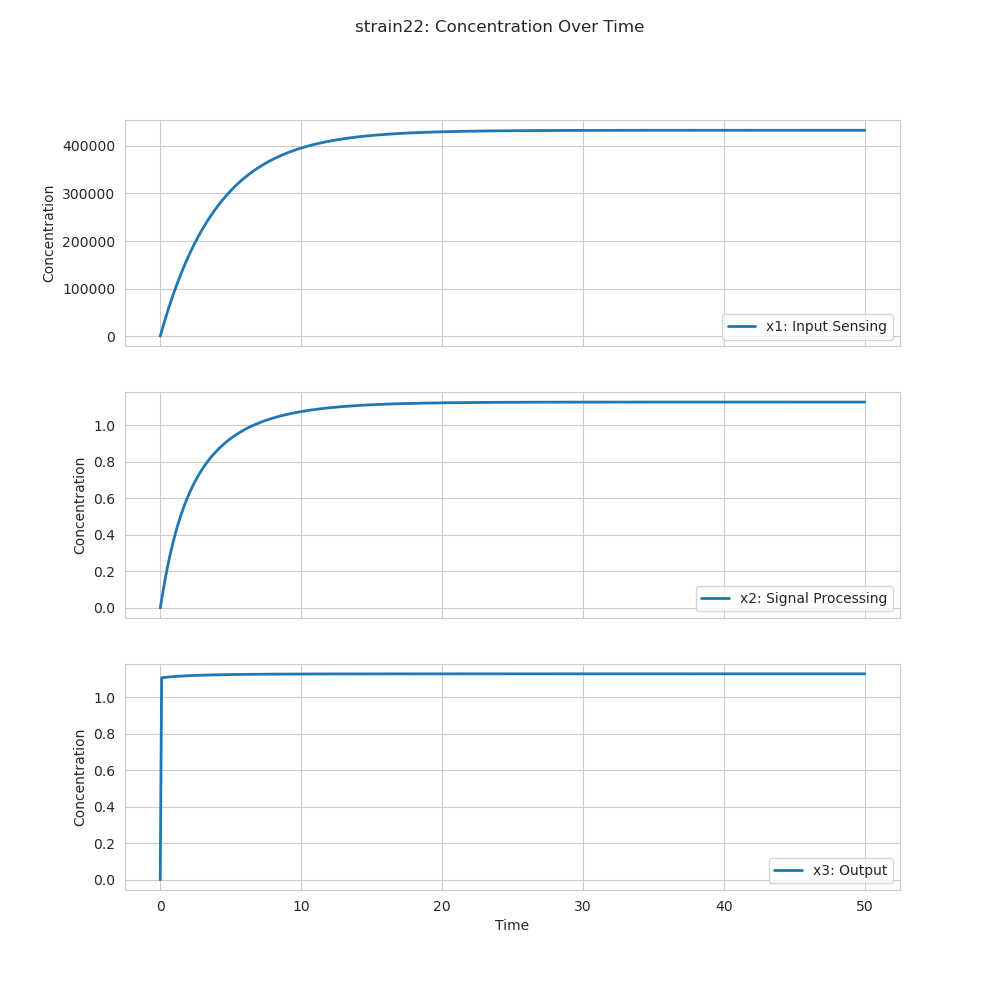 strain22: Concentration Over Time
400000
300000
200000
100000
0
Concentration
x1: Input Sensing
1.0
0.8
0.6
0.4
0.2
0.0
Concentration
x2: Signal Processing
1.0
0.8
0.6
0.4
0.2
0.0
Concentration
x3: Output
0 10 20 30 40 50
Time